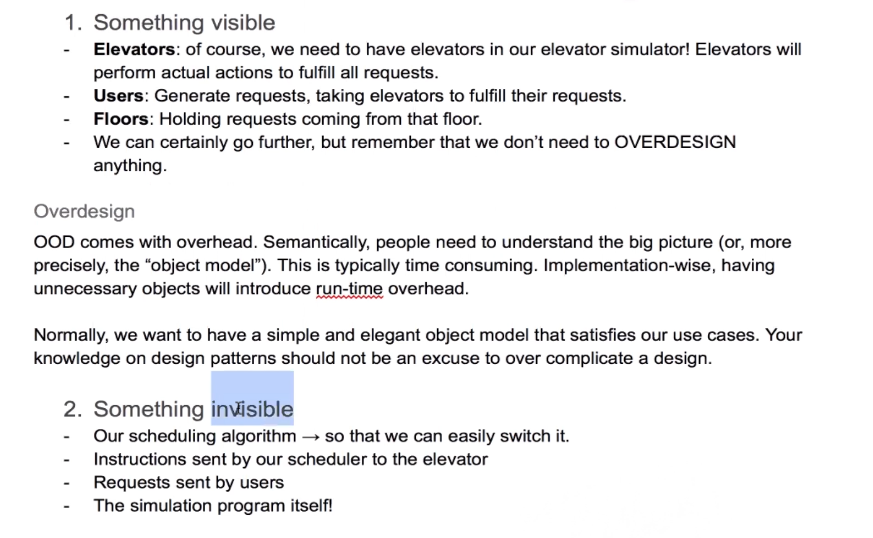 1. Something visible
- Elevators: of course, we need to have elevators in our elevator simulator! Elevators will
perform actual actions to fulfill all requests.
- Users: Generate requests, taking elevators to fulfill their requests.
- Floors: Holding requests coming from that floor.
- We can certainly go further, but remember that we don’t need to OVERDESIGN
anything.
Overdesign
OOD comes with overhead. Semantically, people need to understand the big picture (or, more
precisely, the “object model”). This is typically time consuming. Implementation-wise, having
unnecessary objects will introduce run-time overhead.
Normally, we want to have a simple and elegant object model that satisfies our use cases. Your
knowledge on design patterns should not be an excuse to over complicate a design.
2. Something invisible
- Our scheduling algorithm → so that we can easily switch it.
- Instructions sent by our scheduler to the elevator
- Requests sent by users
- The simulation program itself!